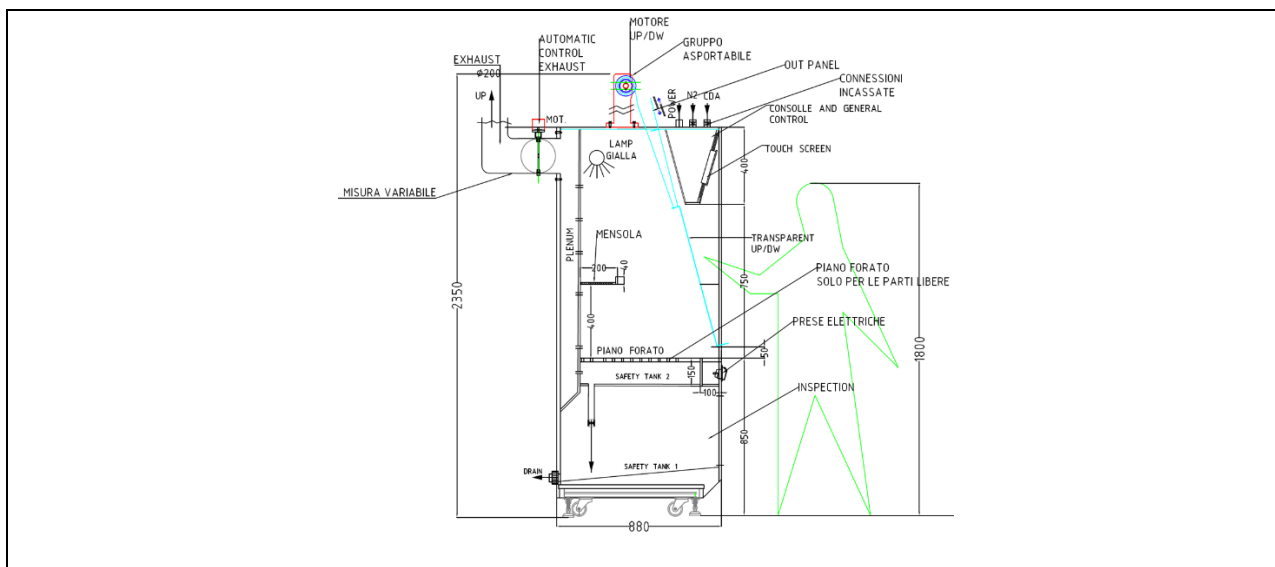 MOTORE
UP/DW
AUTOMATIC
CONTROL
EXHAUST
GRUPPO
ASPORTABILE
EXHAUST
Ø200
OUT PANEL
UP
POWER
N2
CDA
CONNESSIONI
INCASSATE
CONSOLLE AND GENERAL
CONTROL
MOT.
LAMP
GIALLA
TOUCH SCREEN
400
MISURA VARIABILE
PLENUM
MENSOLA
200
40
TRANSPARENT
UP/DW
PIANO FORATO
SOLO PER LE PARTI LIBERE
750
2350
400
PRESE ELETTRICHE
1800
PIANO FORATO
50
SAFETY TANK 2
150
100
INSPECTION
850
SAFETY TANK 1
DRAIN
880